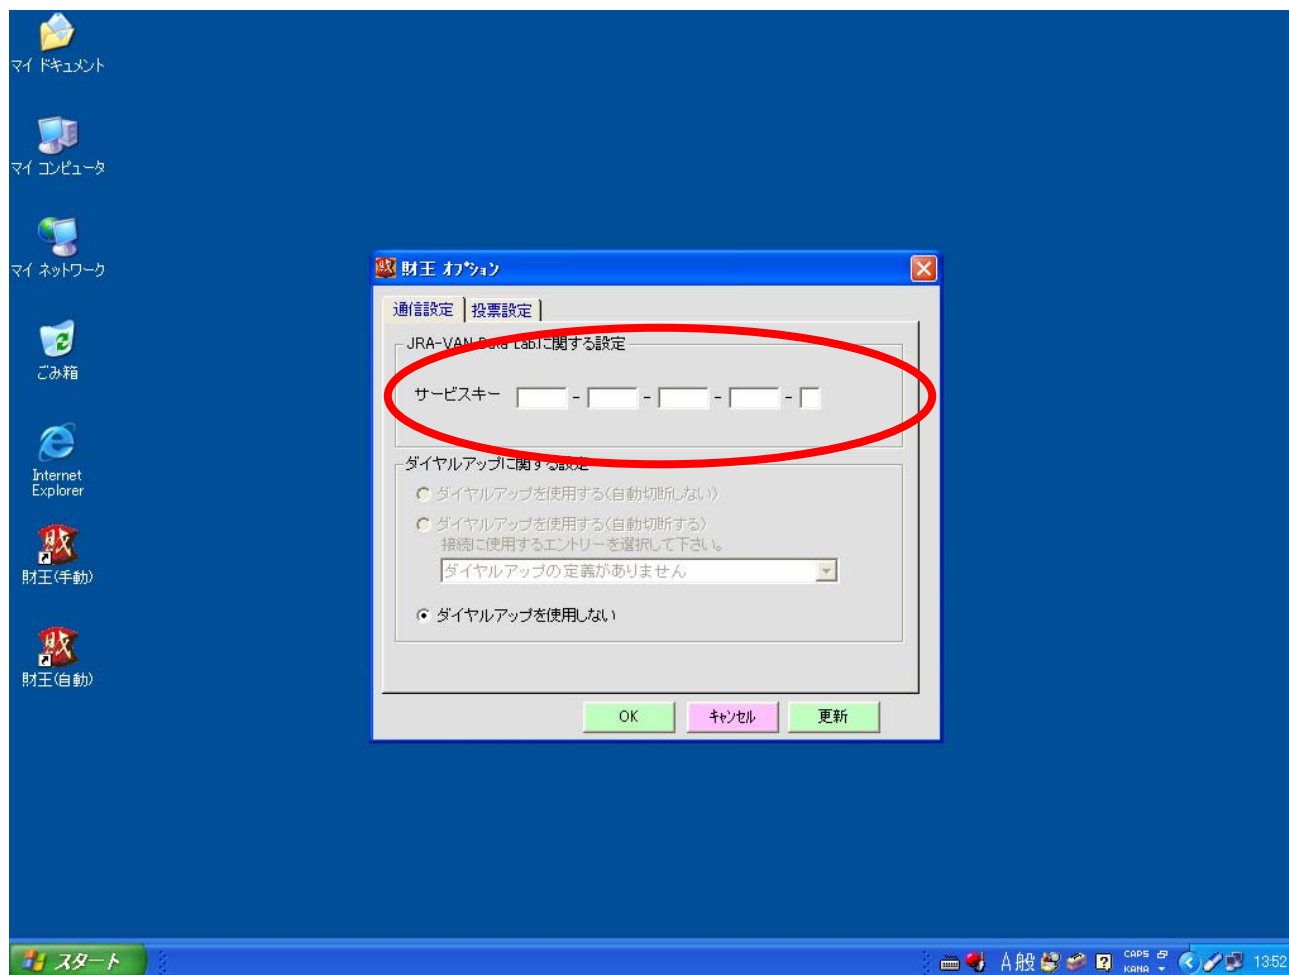 マイ ドキュメント
マイ コンピュータ
マイ ネットワーク
ごみ箱
Internet
Explorer
財王(手動)
財王(自動)
財王 オプション
通信設定
投票設定
JRA-VAN Data Lab.に関する設定
サービスキー - - - -
ダイヤルアップに関する設定
ダイヤルアップを使用する(自動切断しない)
ダイヤルアップを使用する(自動切断する)
接続に使用するエントリーを選択して下さい。
ダイヤルアップの定義がありません
ダイヤルアップを使用しない
OK
キャンセル
更新
スタート
A 般
CAPS
KANA
13:52